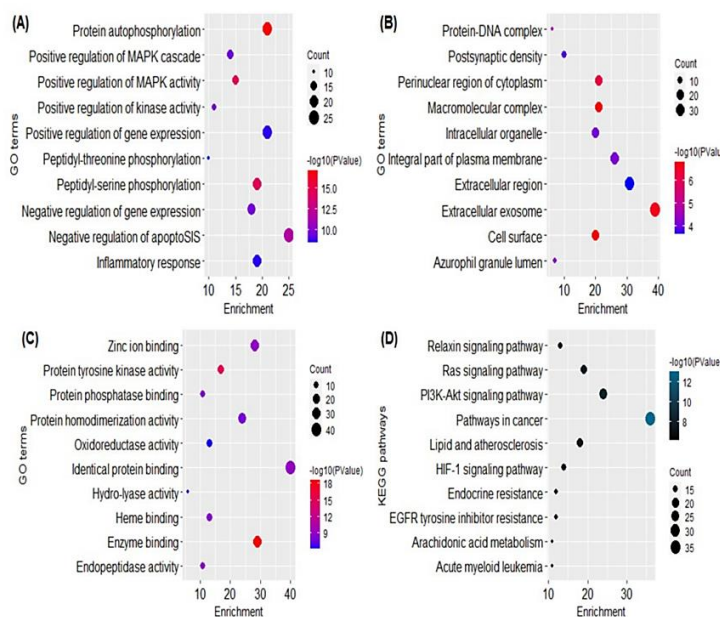 (A)
Protein autophosphorylation
Positive regulation of MAPK cascade
Positive regulation of MAPK activity
Positive regulation of kinase activity
Positive regulation of gene expression
Peptidyl-threonine phosphorylation
Peptidyl-serine phosphorylation
Negative regulation of gene expression
Negative regulation of apoptoSIS
Inflammatory response
GO terms
10 15 20 25
Enrichment
Count
10
15
20
25
-log10(PValue)
15.0
12.5
10.0
(B)
Protein-DNA complex
Postsynaptic density
Perinuclear region of cytoplasm
Macromolecular complex
Intracellular organelle
Integral part of plasma membrane
Extracellular region
Extracellular exosome
Cell surface
Azurophil granule lumen
GO terms
10 20 30 40
Enrichment
Count
10
20
30
-log10(PValue)
6
5
4
(C)
Zinc ion binding
Protein tyrosine kinase activity
Protein phosphatase binding
Protein homodimerization activity
Oxidoreductase activity
Identical protein binding
Hydro-lyase activity
Heme binding
Enzyme binding
Endopeptidase activity
GO terms
10 20 30 40
Enrichment
Count
10
20
30
40
-log10(PValue)
18
15
12
9
(D)
Relaxin signaling pathway
Ras signaling pathway
PI3K-Akt signaling pathway
Pathways in cancer
Lipid and atherosclerosis
HIF-1 signaling pathway
Endocrine resistance
EGFR tyrosine inhibitor resistance
Arachidonic acid metabolism
Acute myeloid leukemia
KEGG pathways
10 20 30
Enrichment
-log10(PValue
12
10
8
Count
15
20
25
30
35